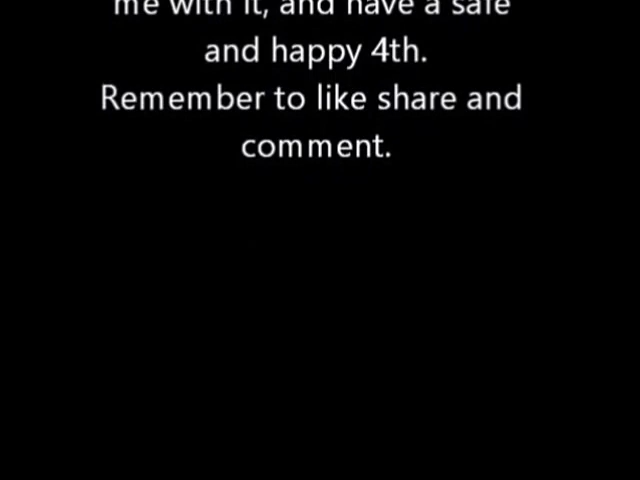 me with it, and have a safe
and happy 4th.
Remember to like share and
comment.